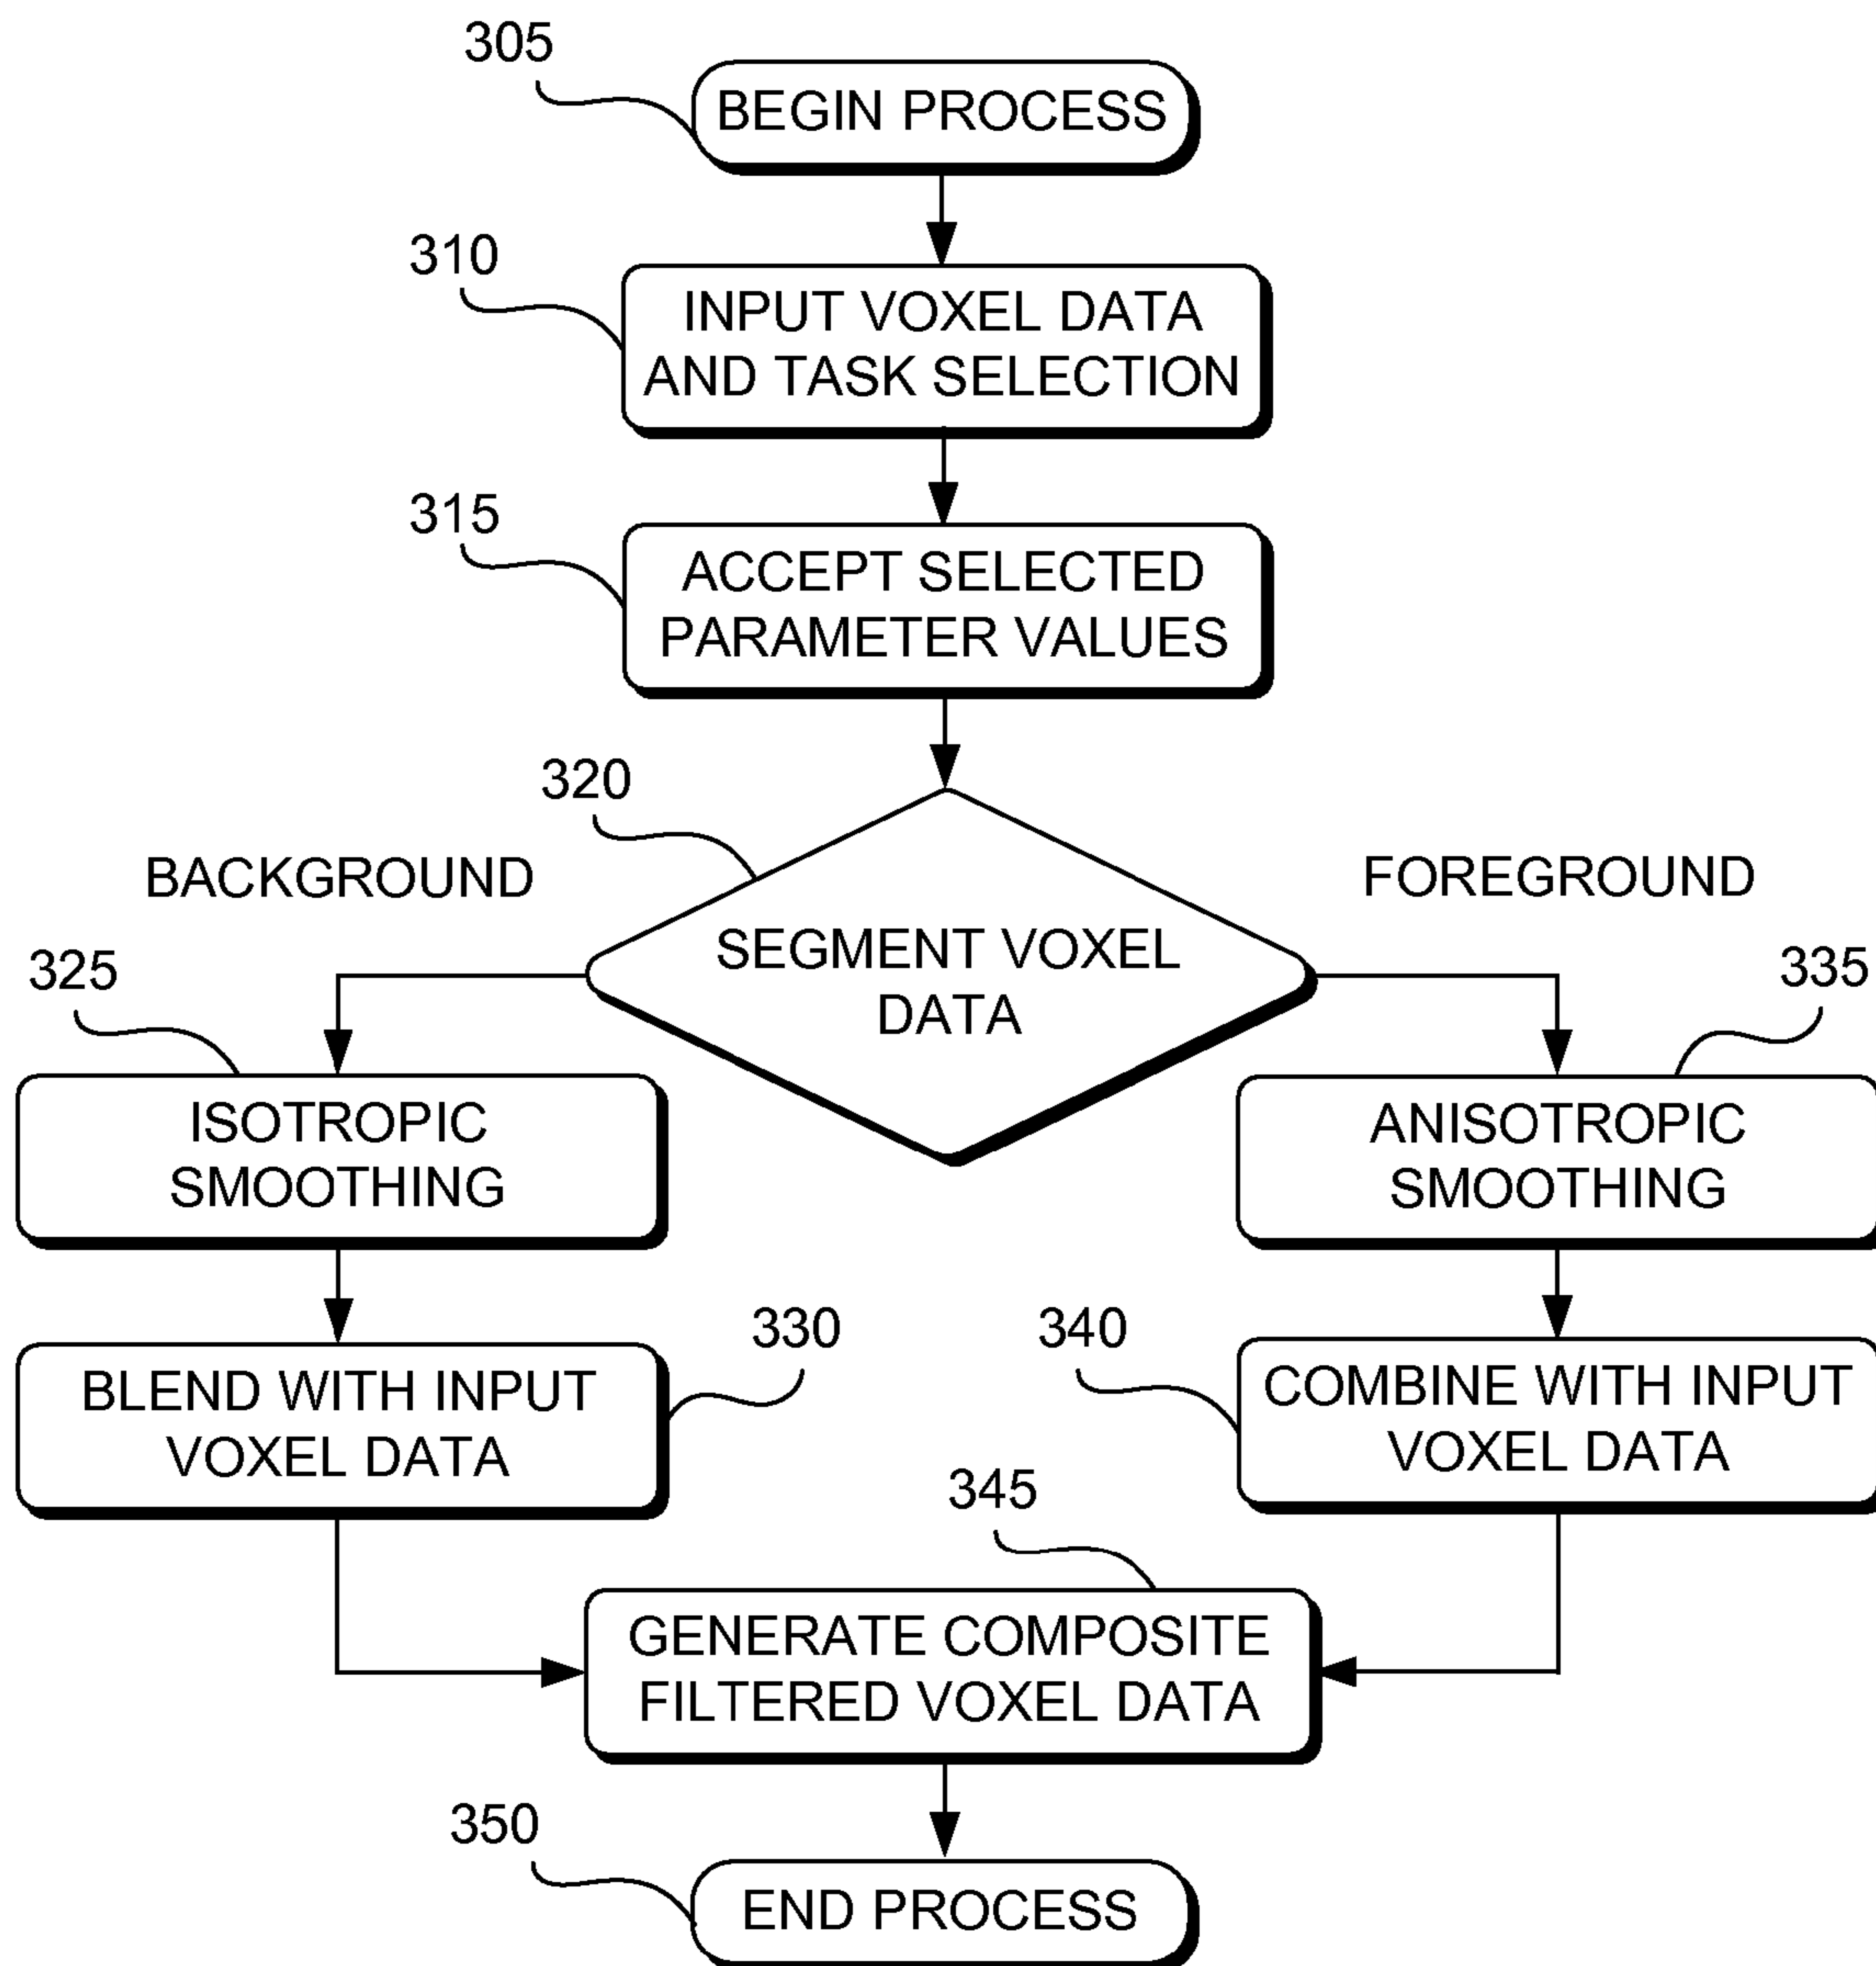 305
BEGIN PROCESS
310
INPUT VOXEL DATA
AND TASK SELECTION
315
ACCEPT SELECTED
PARAMETER VALUES
320
BACKGROUND
FOREGROUND
SEGMENT VOXEL
DATA
325
335
ISOTROPIC
SMOOTHING
ANISOTROPIC
SMOOTHING
330
340
BLEND WITH INPUT
VOXEL DATA
COMBINE WITH INPUT
VOXEL DATA
345
GENERATE COMPOSITE
FILTERED VOXEL DATA
350
END PROCESS